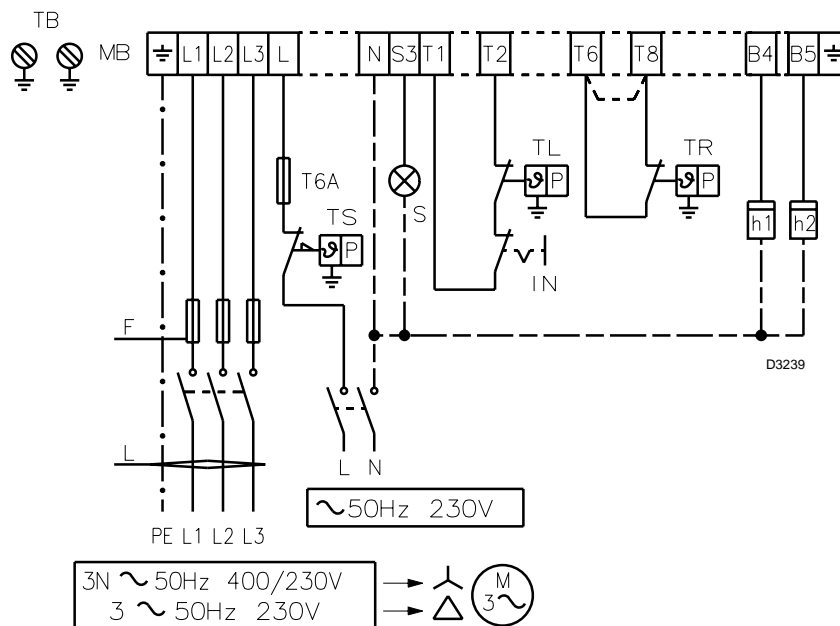 TB
MB L1 L2 L3 L N S3 T1 T2 T6 T8 B4 B5
TL TR
T6A P P
S
TS h1 h2
P
IN
F
D3239
L
L N
50Hz 230V
PE L1 L2 L3
3N 50Hz 400/230V M
3 50Hz 230V 3